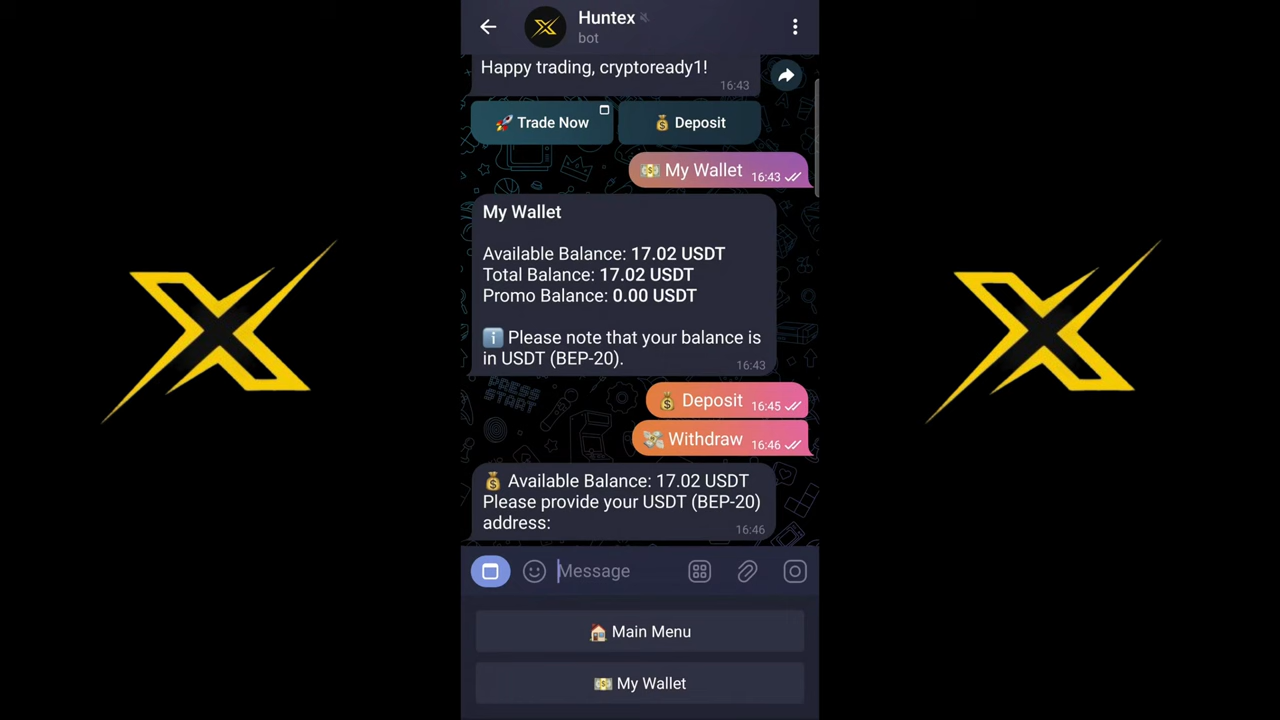 Huntex
bot
Happy trading, cryptoready1!
16:43
🚀 Trade Now
💰 Deposit
💵 My Wallet 16:43
My Wallet
Available Balance: 17.02 USDT
Total Balance: 17.02 USDT
Promo Balance: 0.00 USDT
ℹ️ Please note that your balance is
in USDT (BEP-20).
16:43
PRESS
START
💰 Deposit 16:45
💸 Withdraw 16:46
💰 Available Balance: 17.02 USDT
Please provide your USDT (BEP-20)
address:
16:46
Message
🏠 Main Menu
💵 My Wallet